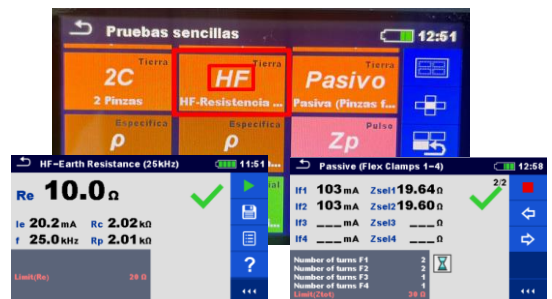 Pruebas sencillas 12:51
Tierra
2C
2 Pinzas
Tierra
HF
HF-Resistencia ...
Tierra
Pasivo
Pasiva (Pinzas f...
Específica
ρ
Específica
ρ
Pulso
Zp
HF-Earth Resistance (25kHz) 11:51
Re 10.0 Ω
Ie 20.2 mA Rc 2.02 kΩ
f 25.0 kHz Rp 2.01 kΩ
Limit(Re) 20 Ω
?
Passive (Flex Clamps 1-4) 12:58
2/2
If1 103 mA Zsel1 19.64 Ω
If2 103 mA Zsel2 19.60 Ω
If3 ___ mA Zsel3 ___ Ω
If4 ___ mA Zsel4 ___ Ω
Number of turns F1 2
Number of turns F2 2
Number of turns F3 1
Number of turns F4 1
Limit(Ztot) 30 Ω